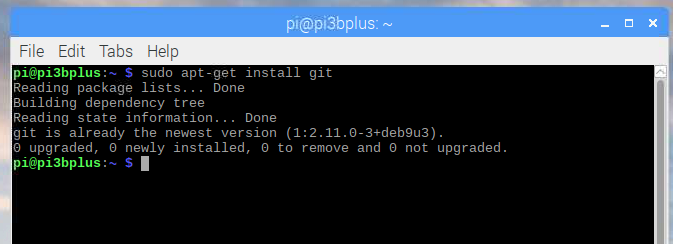 pi@pi3bplus: ~
File Edit Tabs Help
pi@pi3bplus:~ $ sudo apt-get install git
Reading package lists... Done
Building dependency tree
Reading state information... Done
git is already the newest version (1:2.11.0-3+deb9u3).
0 upgraded, 0 newly installed, 0 to remove and 0 not upgraded.
pi@pi3bplus:~ $